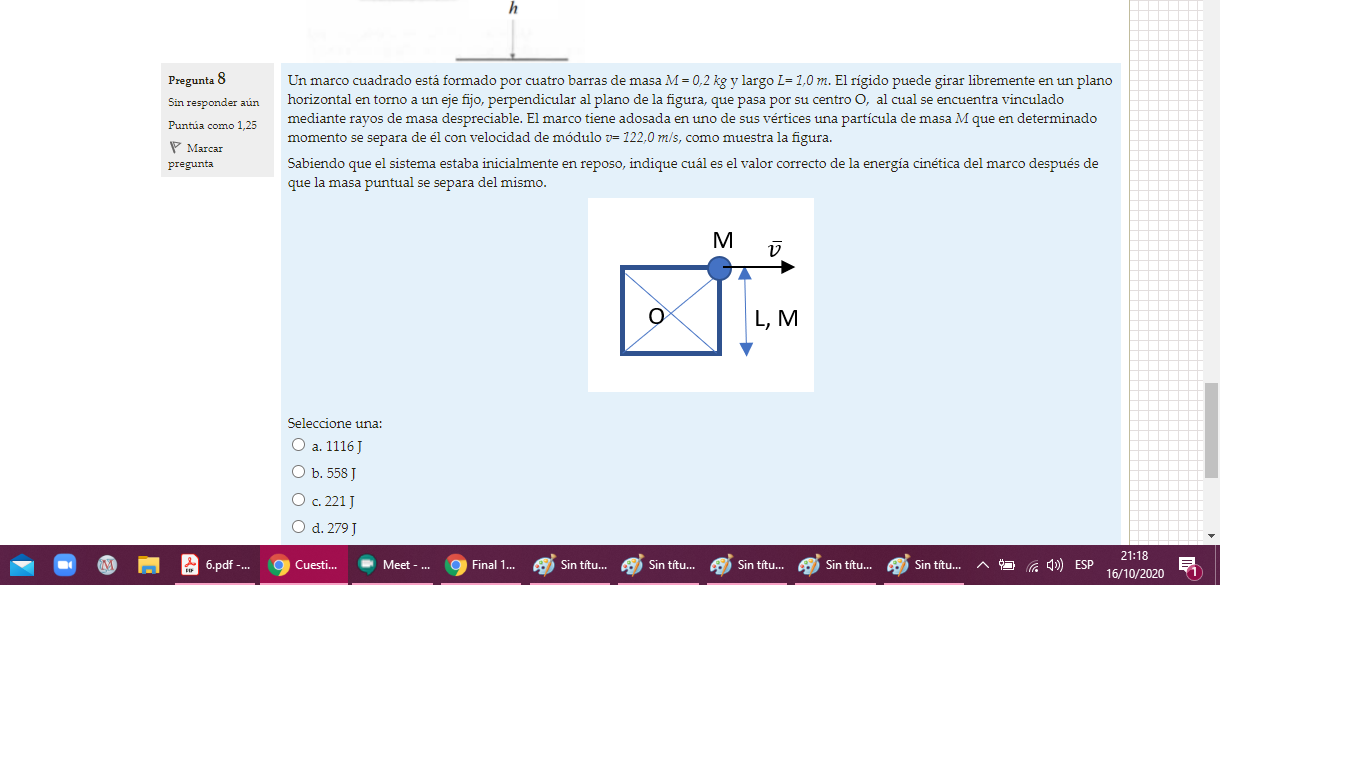 h
Pregunta 8
Sin responder aún
Puntúa como 1,25
Marcar
pregunta
Un marco cuadrado está formado por cuatro barras de masa M = 0,2 kg y largo L= 1,0 m. El rígido puede girar libremente en un plano
horizontal en torno a un eje fijo, perpendicular al plano de la figura, que pasa por su centro O, al cual se encuentra vinculado
mediante rayos de masa despreciable. El marco tiene adosada en uno de sus vértices una partícula de masa M que en determinado
momento se separa de él con velocidad de módulo v= 122,0 m/s, como muestra la figura.
Sabiendo que el sistema estaba inicialmente en reposo, indique cuál es el valor correcto de la energía cinética del marco después de
que la masa puntual se separa del mismo.
M
v̄
O
L, M
Seleccione una:
a. 1116 J
b. 558 J
c. 221 J
d. 279 J
6.pdf -...
Cuesti...
Meet - ...
Final 1...
Sin títu...
Sin títu...
Sin títu...
Sin títu...
Sin títu...
ESP
21:18
16/10/2020
1